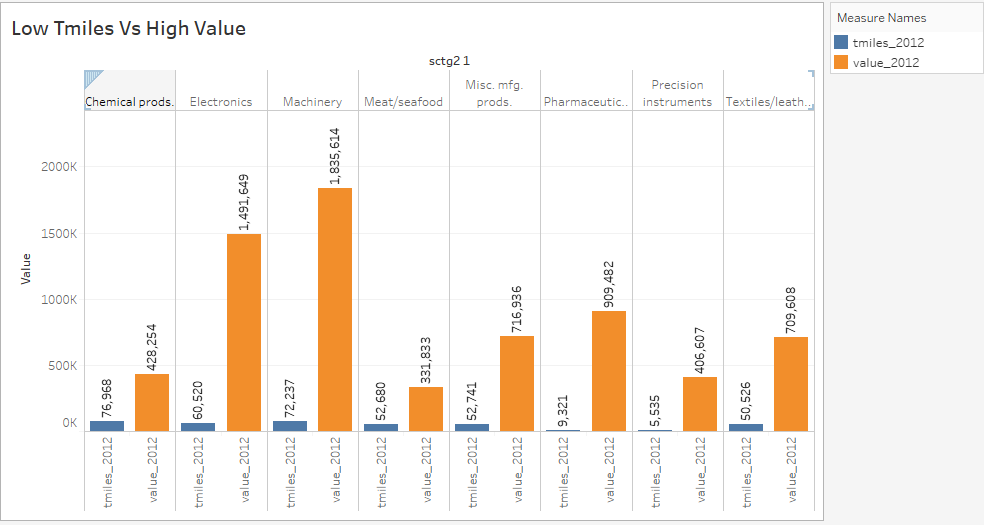 Low Tmiles Vs High Value
sctg2 1
Chemical prods.
Electronics
Machinery
Meat/seafood
Misc. mfg.
prods.
Pharmaceutic..
Precision
instruments
Textiles/leath..
Value
2000K
1500K
1000K
500K
0K
76,968
428,254
60,520
1,491,649
72,237
1,835,614
52,680
331,833
52,741
716,936
9,321
909,482
5,535
406,607
50,526
709,608
tmiles_2012
value_2012
tmiles_2012
value_2012
tmiles_2012
value_2012
tmiles_2012
value_2012
tmiles_2012
value_2012
tmiles_2012
value_2012
tmiles_2012
value_2012
tmiles_2012
value_2012
Measure Names
tmiles_2012
value_2012